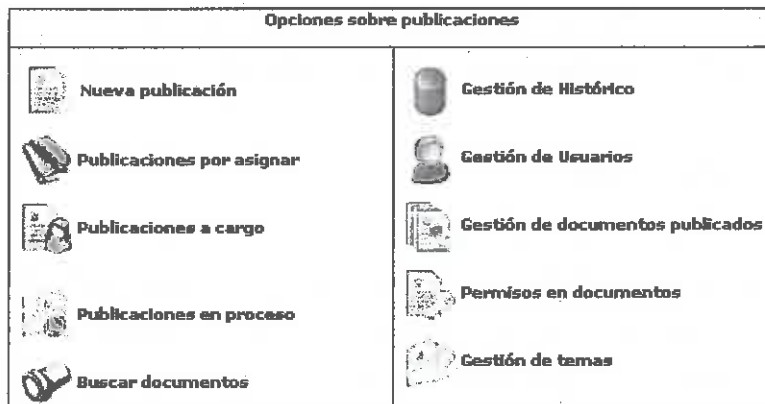 Opciones sobre publicaciones
Nueva publicación
Publicaciones por asignar
Publicaciones a cargo
Publicaciones en proceso
Buscar documentos
Gestión de Histórico
Gestión de Usuarios
Gestión de documentos publicados
Permisos en documentos
Gestión de temas